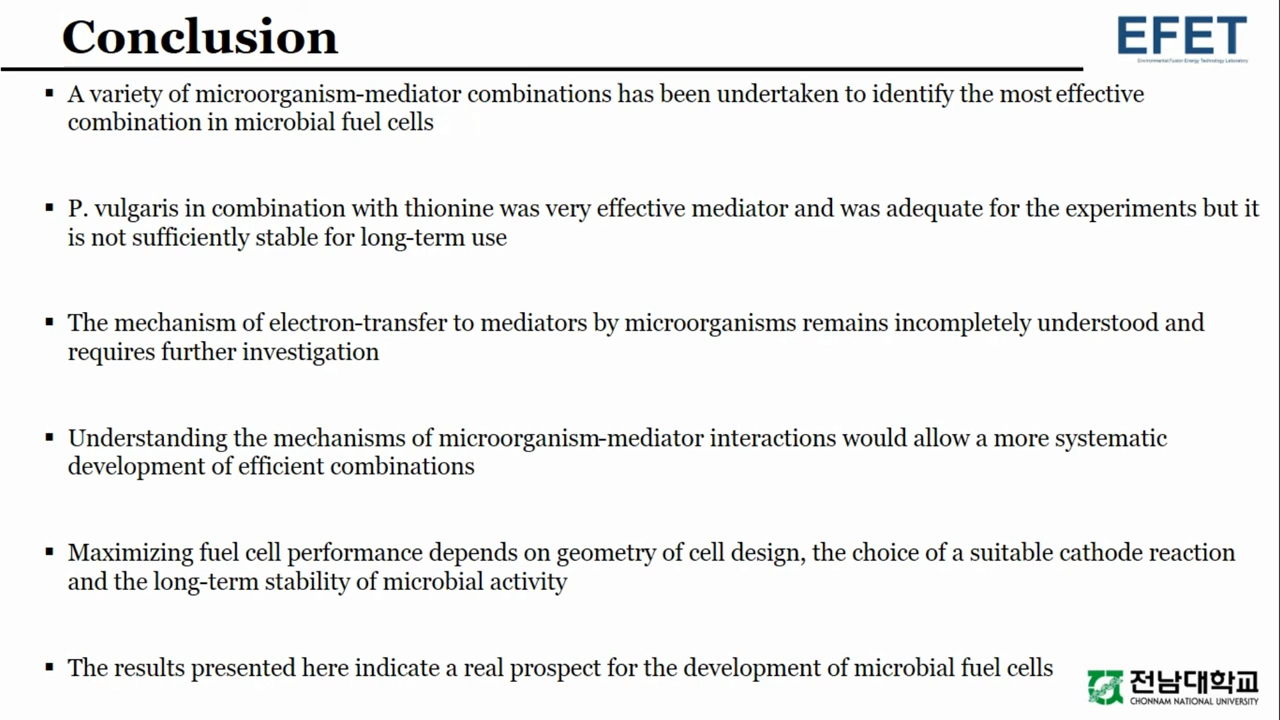 Conclusion
EFET
Environmental Fusion Energy Technology Laboratory
▪ A variety of microorganism-mediator combinations has been undertaken to identify the most effective
combination in microbial fuel cells
▪ P. vulgaris in combination with thionine was very effective mediator and was adequate for the experiments but it
is not sufficiently stable for long-term use
▪ The mechanism of electron-transfer to mediators by microorganisms remains incompletely understood and
requires further investigation
▪ Understanding the mechanisms of microorganism-mediator interactions would allow a more systematic
development of efficient combinations
▪ Maximizing fuel cell performance depends on geometry of cell design, the choice of a suitable cathode reaction
and the long-term stability of microbial activity
▪ The results presented here indicate a real prospect for the development of microbial fuel cells
전남대학교
CHONNAM NATIONAL UNIVERSITY